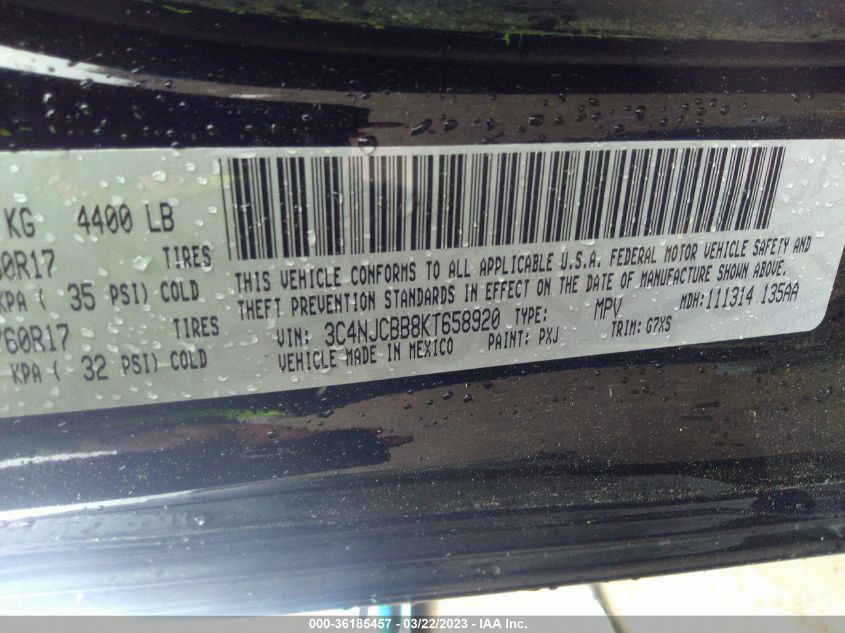 KG 4400 LB
60R17 TIRES
KPA ( 35 PSI) COLD
/60R17 TIRES
KPA ( 32 PSI) COLD
THIS VEHICLE CONFORMS TO ALL APPLICABLE U.S.A. FEDERAL MOTOR VEHICLE SAFETY AND
THEFT PREVENTION STANDARDS IN EFFECT ON THE DATE OF MANUFACTURE SHOWN ABOVE.
VIN: 3C4NJCBB8KT658920 TYPE: MPV MDH:111314 135AA
VEHICLE MADE IN MEXICO PAINT: PXJ TRIM: G7XS
000-36185457 - 03/22/2023 - IAA Inc.